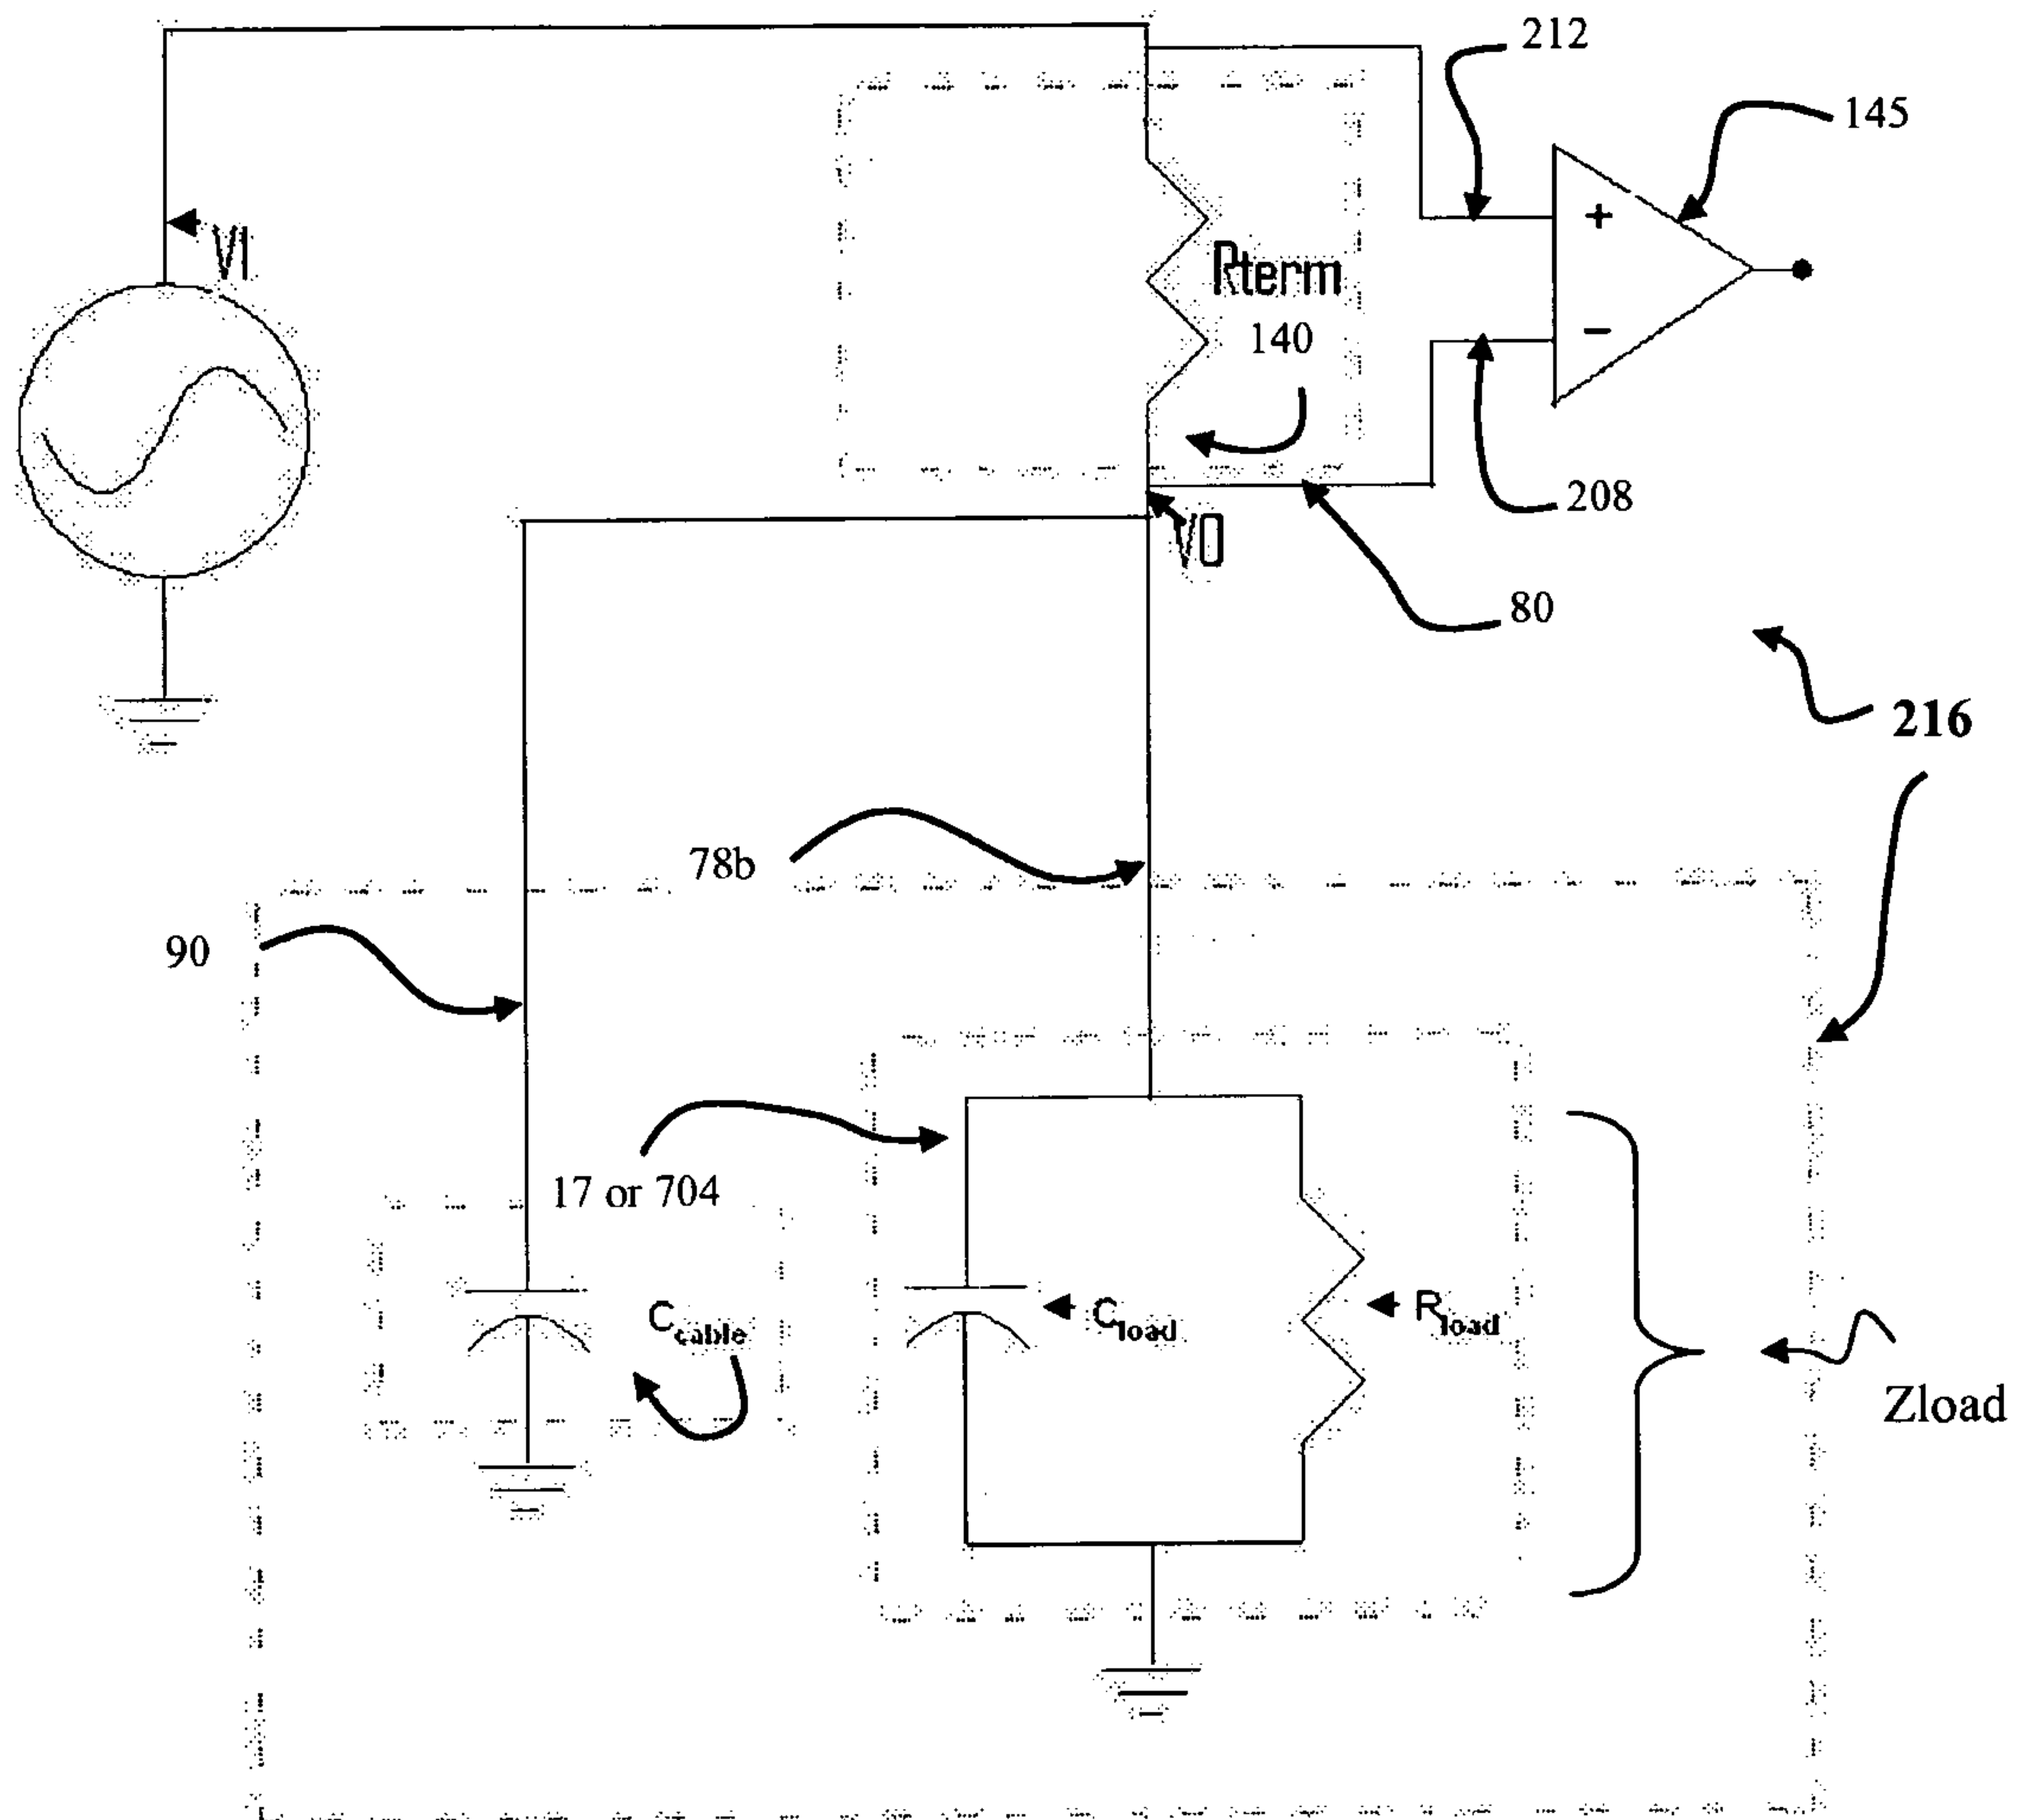 212
145
VI
+
Rterm
140
−
208
VO
80
216
78b
90
17 or 704
Ccable
Cload
Rload
Zload